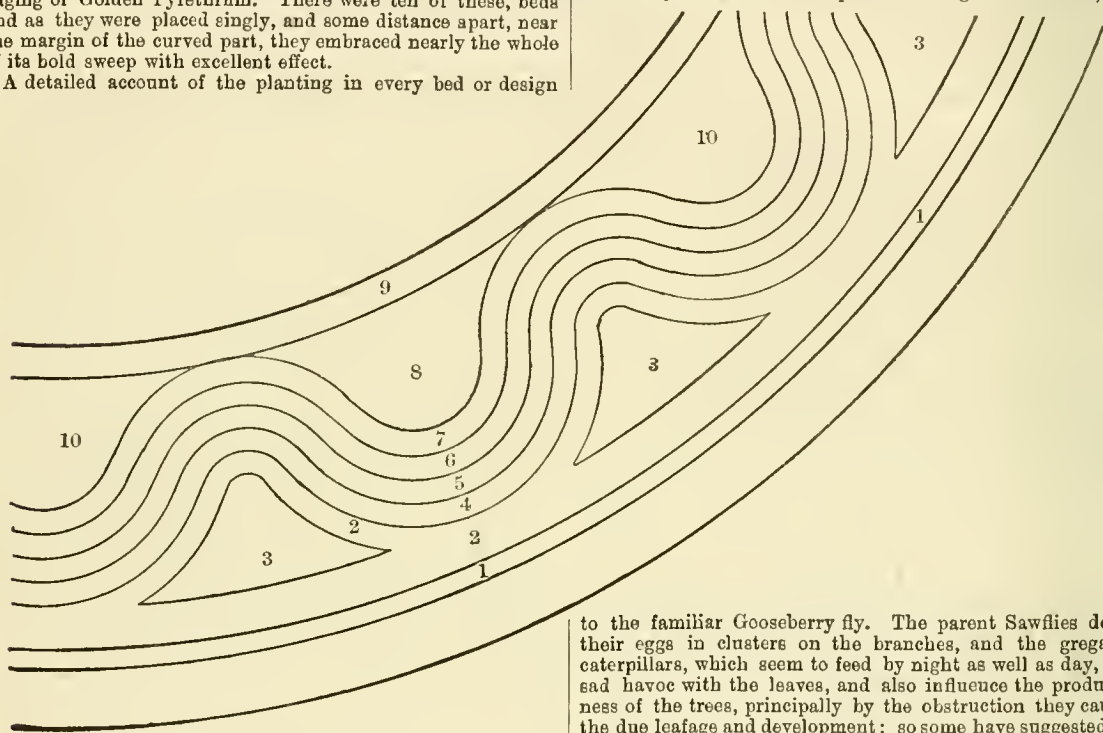 of Golden Pyrethrum. There were ten of these, beds
as they were placed singly, and some distance apart, near
margin of the curved part, they embraced nearly the whole
its bold sweep with excellent effect.
A detailed account of the planting in every bed or design
3
10
1
9
3
8
10
7
6
5
4
2
2
3
1
to the familiar Gooseberry fly. The parent Sawflies
their eggs in clusters on the branches, and the
caterpillars, which seem to feed by night as well as day,
sad havoc with the leaves, and also influence the
ness of the trees, principally by the obstruction they
the due leafage and development; so some have suggested